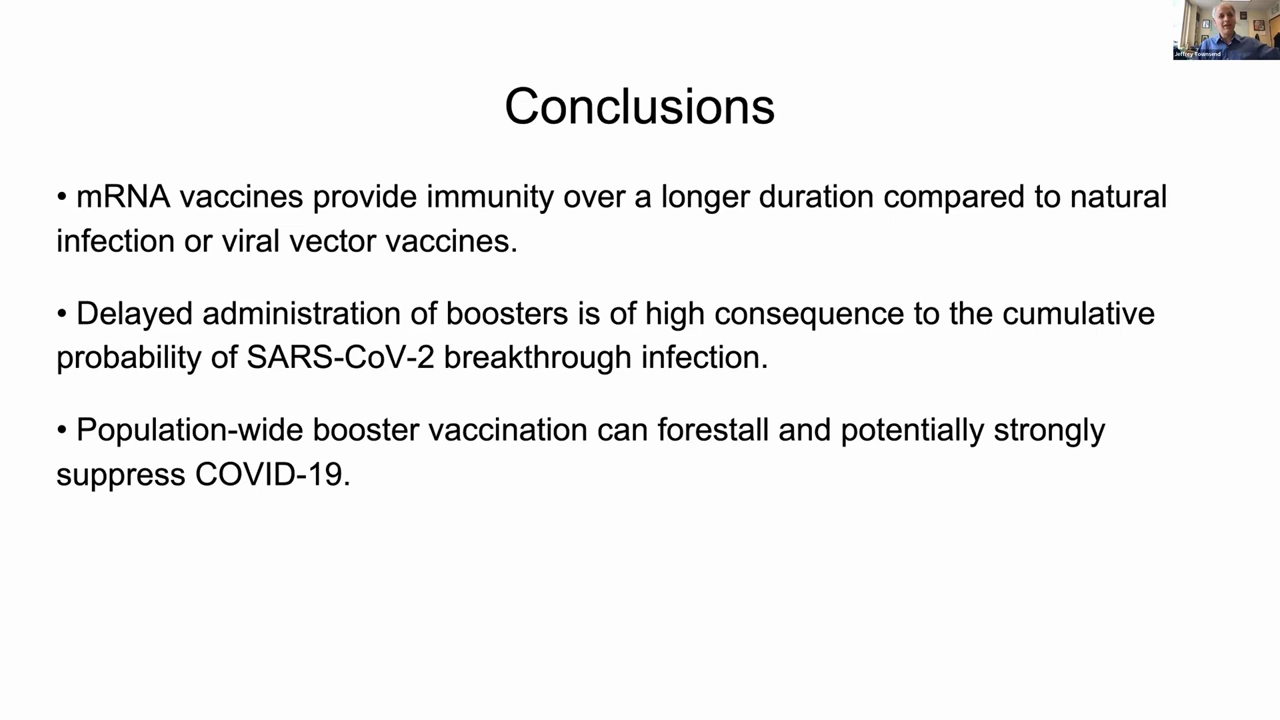 Jeffrey Townsend
Conclusions
• mRNA vaccines provide immunity over a longer duration compared to natural
infection or viral vector vaccines.
• Delayed administration of boosters is of high consequence to the cumulative
probability of SARS-CoV-2 breakthrough infection.
• Population-wide booster vaccination can forestall and potentially strongly
suppress COVID-19.